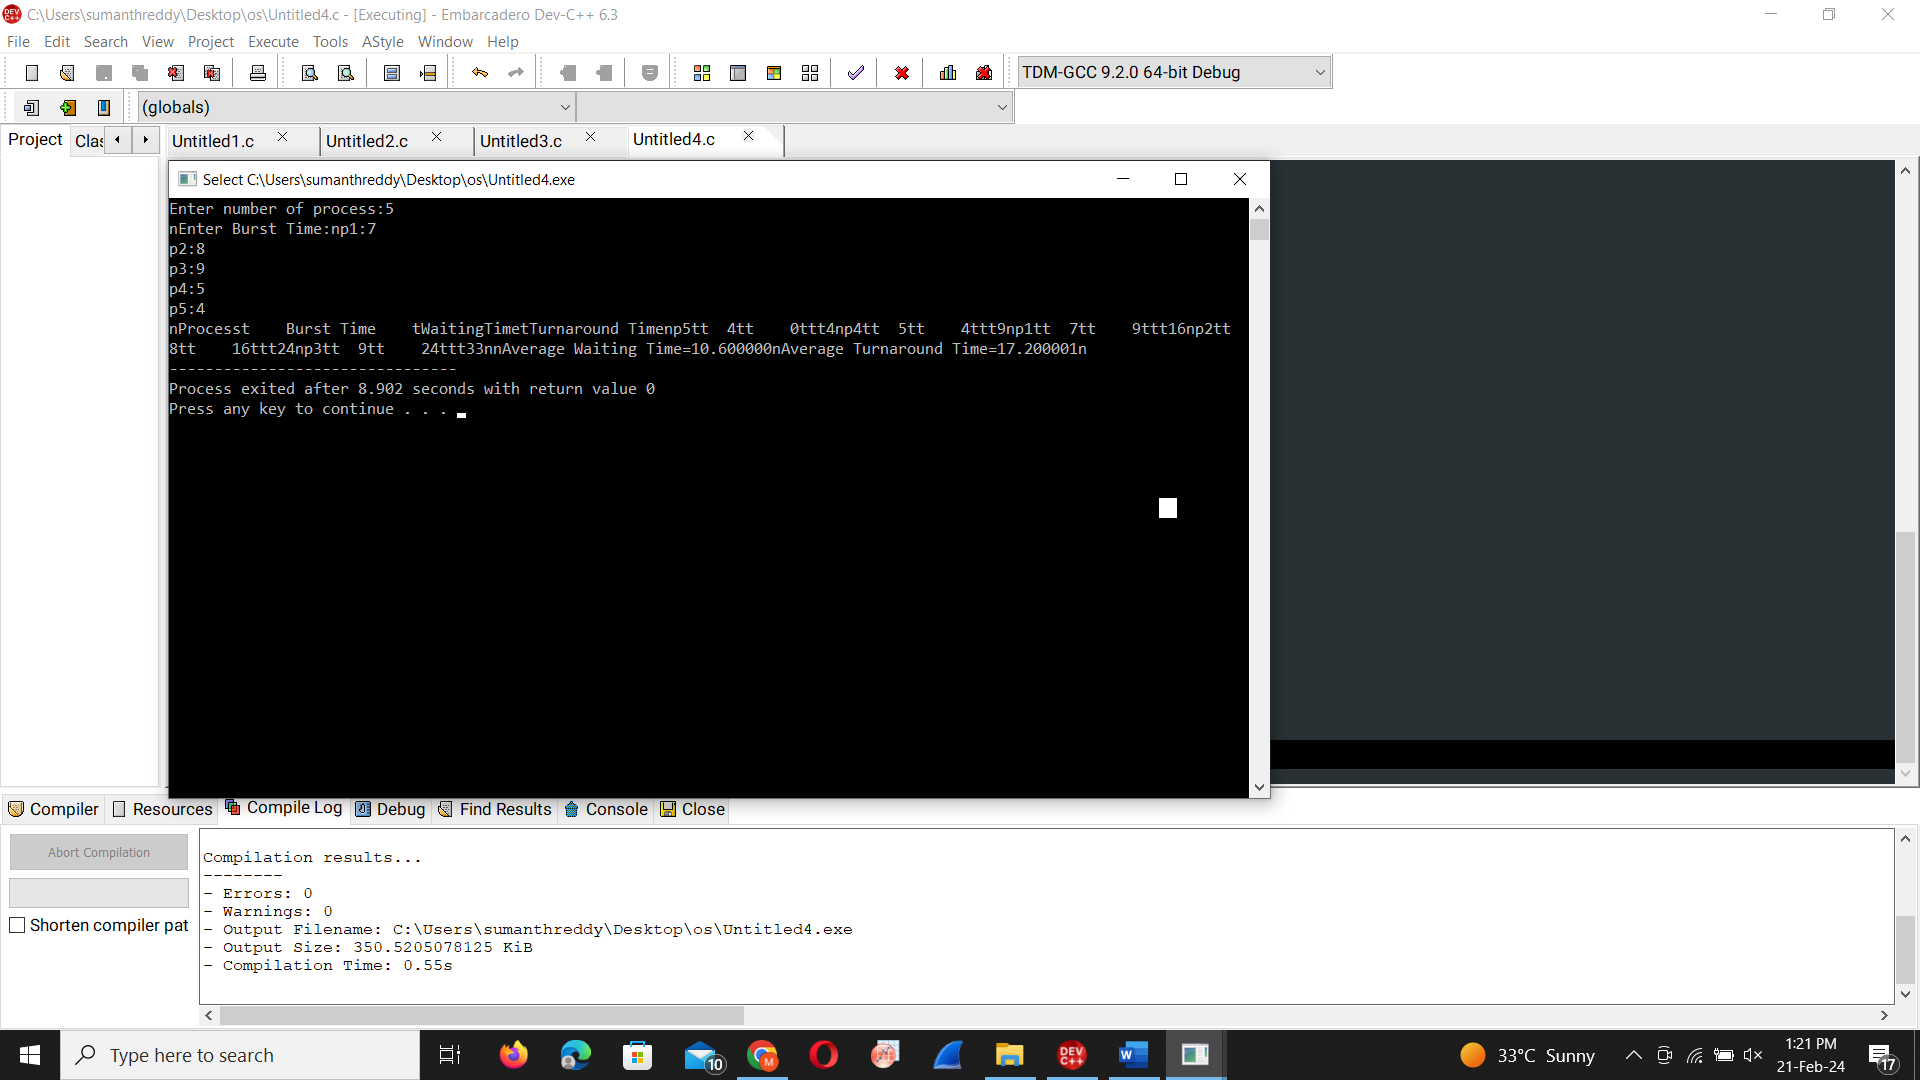 C:\Users\sumanthreddy\Desktop\os\Untitled4.c - [Executing] - Embarcadero Dev-C++ 6.3
File Edit Search View Project Execute Tools AStyle Window Help
TDM-GCC 9.2.0 64-bit Debug
(globals)
Project Clas Untitled1.c Untitled2.c Untitled3.c Untitled4.c
Select C:\Users\sumanthreddy\Desktop\os\Untitled4.exe
Enter number of process:5
nEnter Burst Time:np1:7
p2:8
p3:9
p4:5
p5:4
nProcesst    Burst Time    tWaitingTimetTurnaround Timenp5tt  4tt    0ttt4np4tt  5tt    4ttt9np1tt  7tt    9ttt16np2tt
8tt    16ttt24np3tt  9tt    24ttt33nnAverage Waiting Time=10.600000nAverage Turnaround Time=17.200001n
--------------------------------
Process exited after 8.902 seconds with return value 0
Press any key to continue . . .
Compiler Resources Compile Log Debug Find Results Console Close
Abort Compilation
Shorten compiler pat
Compilation results...
--------
- Errors: 0
- Warnings: 0
- Output Filename: C:\Users\sumanthreddy\Desktop\os\Untitled4.exe
- Output Size: 350.5205078125 KiB
- Compilation Time: 0.55s
Type here to search
10
DEV C++
W
33°C Sunny
1:21 PM
21-Feb-24
17